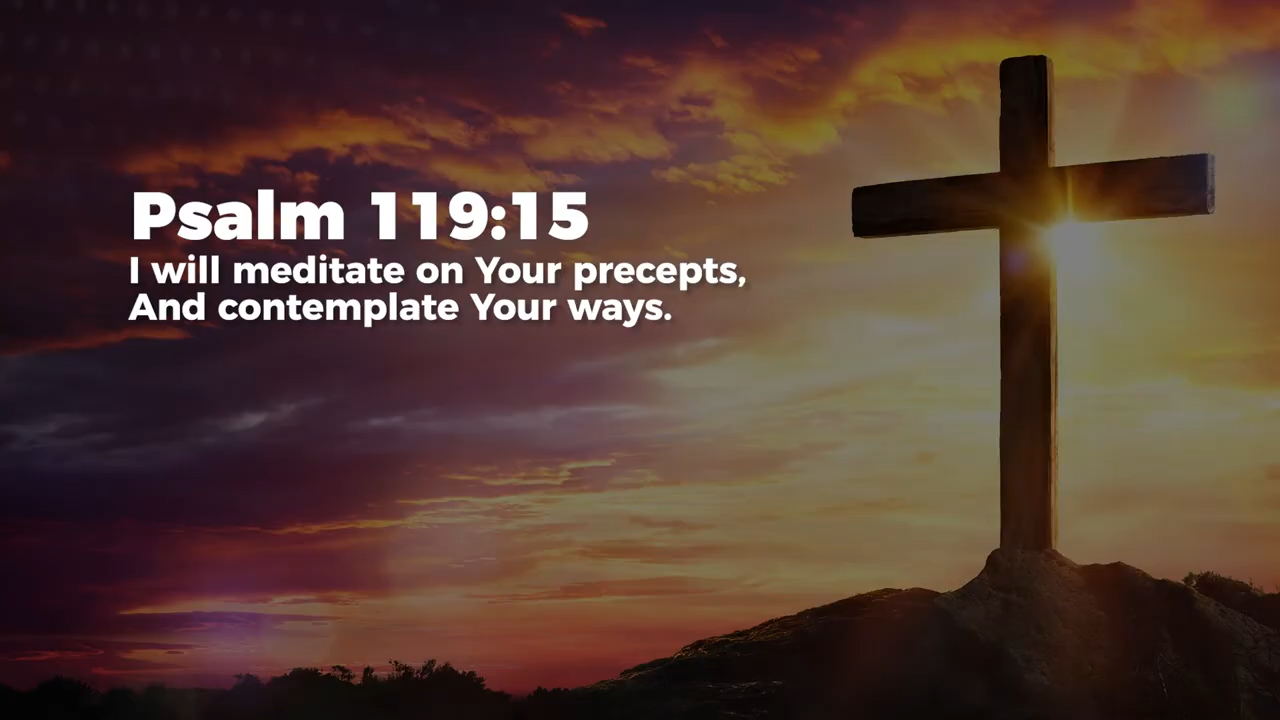 Psalm 119:15
I will meditate on Your precepts,
And contemplate Your ways.